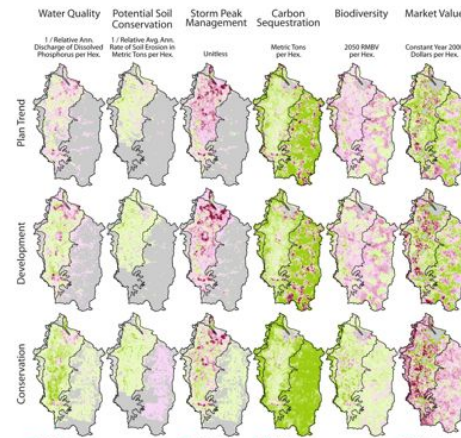 Water Quality
1 / Relative Ann.
Discharge of Dissolved
Phosphorus per Hex.
Potential Soil
Conservation
1 / Relative Avg. Ann.
Rate of Soil Erosion in
Metric Tons per Hex.
Storm Peak
Management
Unitless
Carbon
Sequestration
Metric Tons
per Hex.
Biodiversity
2050 RMBV
per Hex.
Market Value
Constant Year 200
Dollars per Hex.
Plan Trend
Development
Conservation